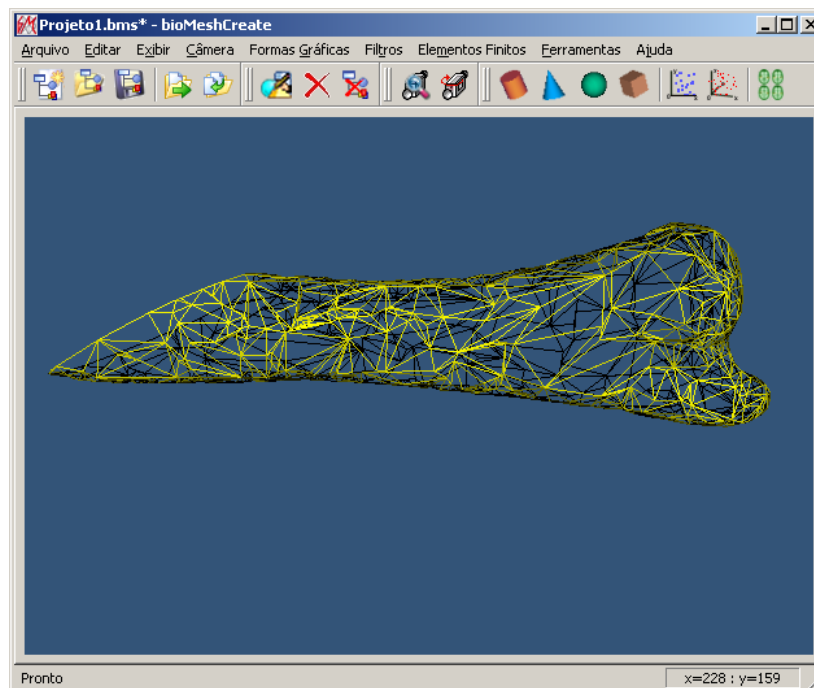 Projeto1.bms* - bioMeshCreate
Arquivo Editar Exibir Câmera Formas Gráficas Filtros Elementos Finitos Ferramentas Ajuda
Pronto x=228 : y=159